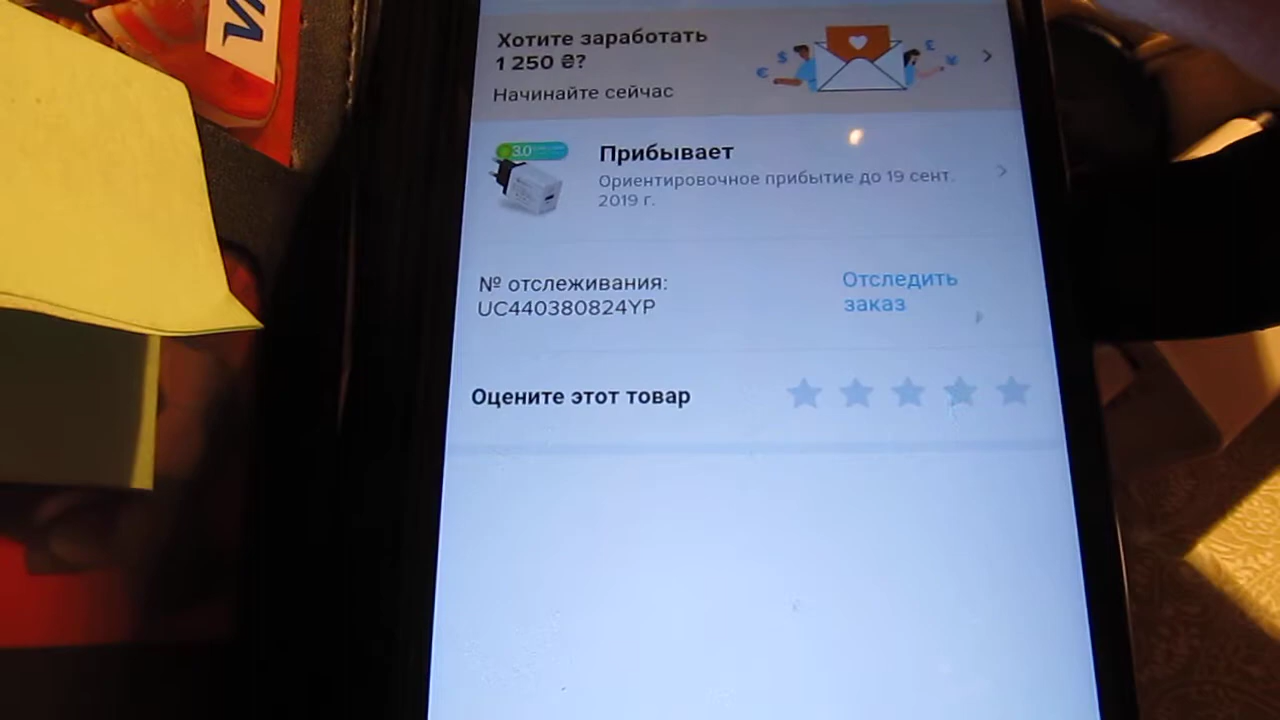 Хотите заработать
1 250 ₴?
Начинайте сейчас
3.0
Прибывает
Ориентировочное прибытие до 19 сент.
2019 г.
№ отслеживания:
UC440380824YP
Отследить
заказ
Оцените этот товар